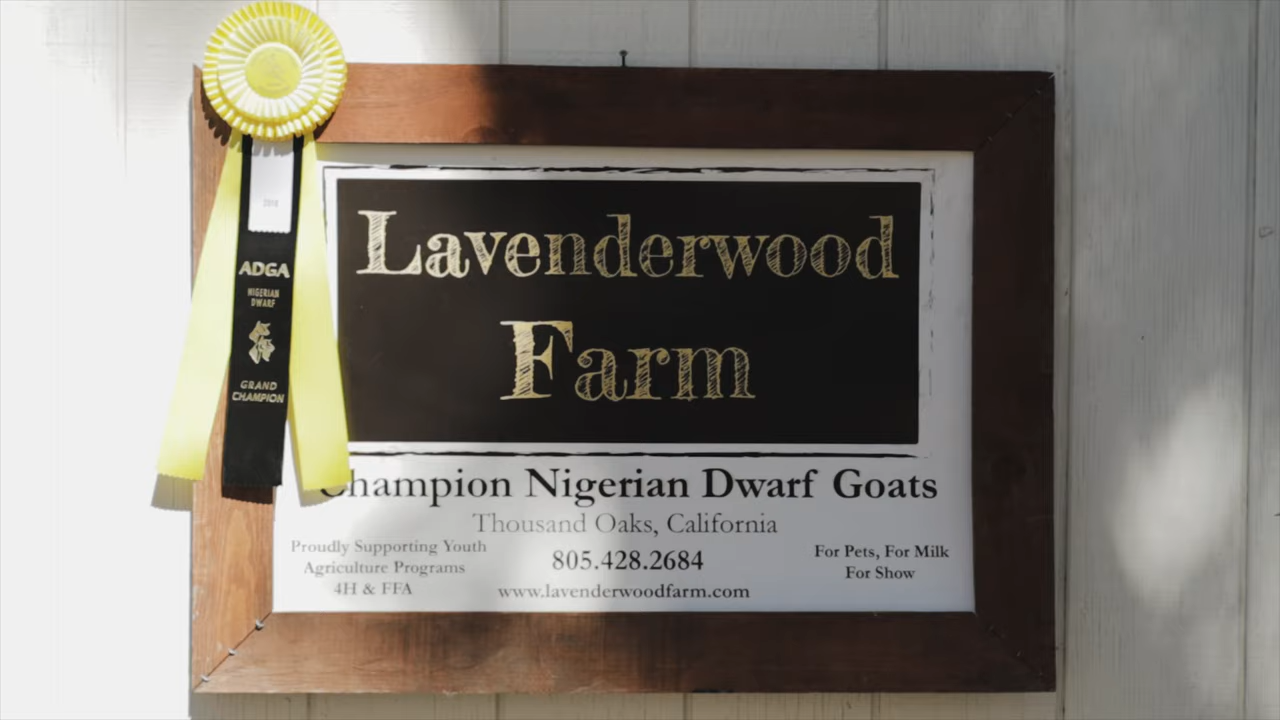 2018
ADGA
NIGERIAN
DWARF
GRAND
CHAMPION
Lavenderwood
Farm
Champion Nigerian Dwarf Goats
Thousand Oaks, California
Proudly Supporting Youth
Agriculture Programs
4H & FFA
805.428.2684
www.lavenderwoodfarm.com
For Pets, For Milk
For Show